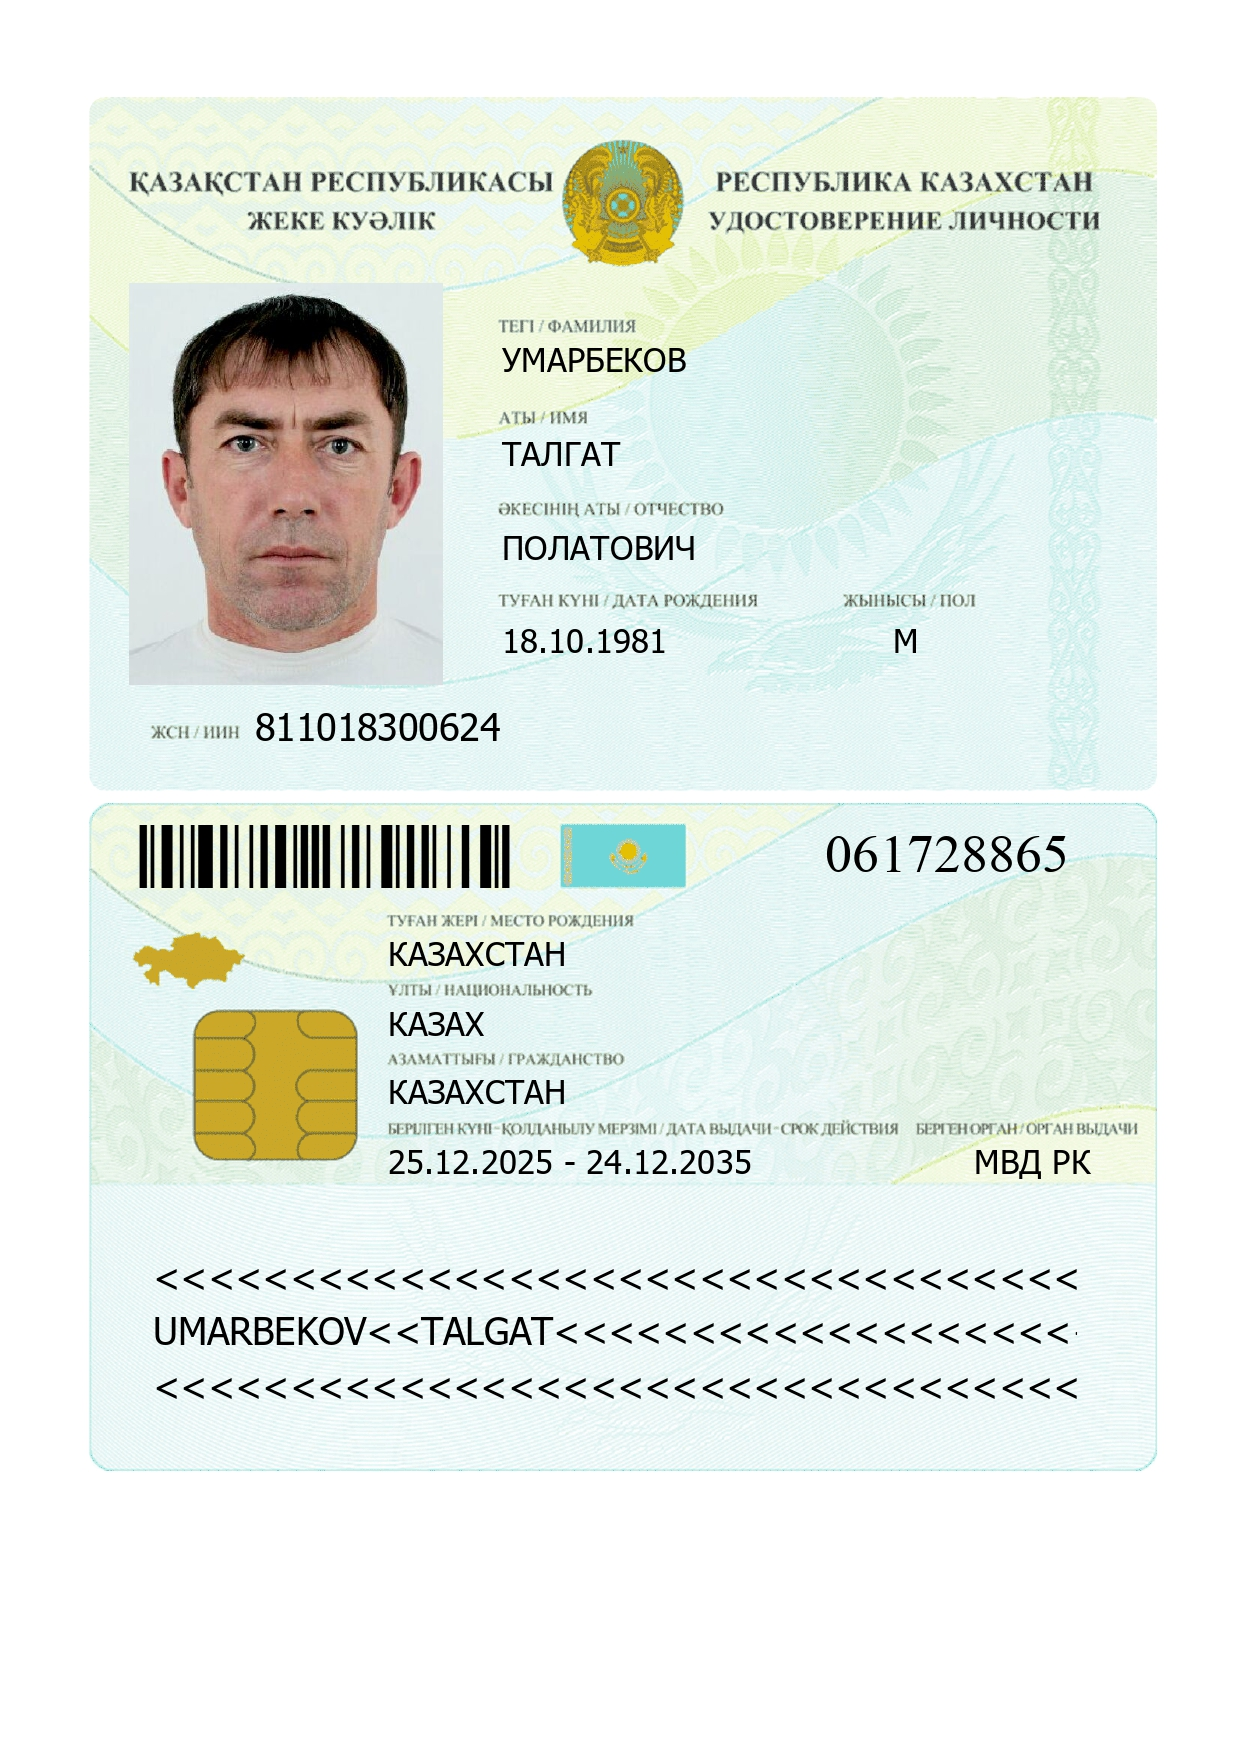 ҚАЗАҚСТАН РЕСПУБЛИКАСЫ
ЖЕКЕ КУӘЛІК
РЕСПУБЛИКА КАЗАХСТАН
УДОСТОВЕРЕНИЕ ЛИЧНОСТИ
ТЕГІ / ФАМИЛИЯ
УМАРБЕКОВ
АТЫ / ИМЯ
ТАЛГАТ
ӘКЕСІНІҢ АТЫ / ОТЧЕСТВО
ПОЛАТОВИЧ
ТУҒАН КҮНІ / ДАТА РОЖДЕНИЯ
ЖЫНЫСЫ / ПОЛ
18.10.1981
М
ЖСН / ИИН 811018300624
061728865
ТУҒАН ЖЕРІ / МЕСТО РОЖДЕНИЯ
КАЗАХСТАН
ҰЛТЫ / НАЦИОНАЛЬНОСТЬ
КАЗАХ
АЗАМАТТЫҒЫ / ГРАЖДАНСТВО
КАЗАХСТАН
БЕРІЛГЕН КҮНІ - ҚОЛДАНЫЛУ МЕРЗІМІ / ДАТА ВЫДАЧИ - СРОК ДЕЙСТВИЯ
БЕРГЕН ОРГАН / ОРГАН ВЫДАЧИ
25.12.2025 - 24.12.2035
МВД РК
<<<<<<<<<<<<<<<<<<<<<<<<<<<<<<<<<<
UMARBEKOV<<TALGAT<<<<<<<<<<<<<<<<<<<
<<<<<<<<<<<<<<<<<<<<<<<<<<<<<<<<<<